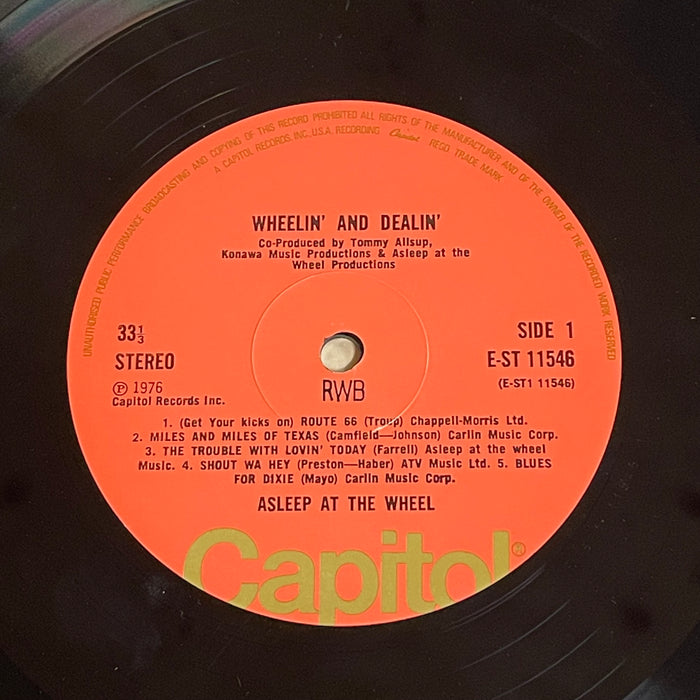 UNAUTHORISED PUBLIC PERFORMANCE BROADCASTING AND COPYING OF THIS RECORD PROHIBITED ALL RIGHTS OF THE MANUFACTURER AND OF THE OWNER OF THE RECORDED WORK RESERVED
A CAPITOL RECORDS, INC., U.S.A. RECORDING Capitol REGD. TRADE MARK
WHEELIN' AND DEALIN'
Co-Produced by Tommy Allsup,
Konawa Music Productions & Asleep at the
Wheel Productions
33⅓
SIDE 1
STEREO
E-ST 11546
℗ 1976
(E-ST1 11546)
Capitol Records Inc.
RWB
1. (Get Your kicks on) ROUTE 66 (Troup) Chappell-Morris Ltd.
2. MILES AND MILES OF TEXAS (Camfield—Johnson) Carlin Music Corp.
3. THE TROUBLE WITH LOVIN' TODAY (Farrell) Asleep at the wheel
Music. 4. SHOUT WA HEY (Preston—Haber) ATV Music Ltd. 5. BLUES
FOR DIXIE (Mayo) Carlin Music Corp.
ASLEEP AT THE WHEEL
Capitol®